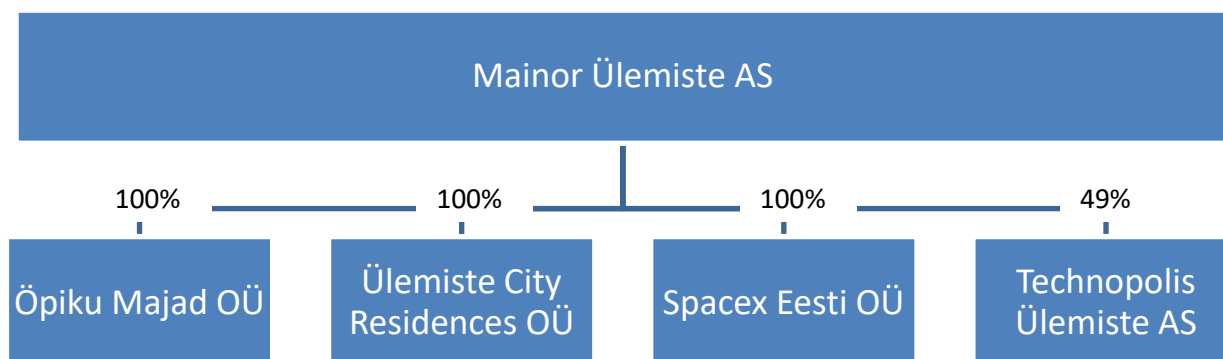 Mainor Ülemiste AS
100%
100%
100%
49%
Öpiku Majad OÜ
Ülemiste City
Residences OÜ
Spacex Eesti OÜ
Technopolis
Ülemiste AS